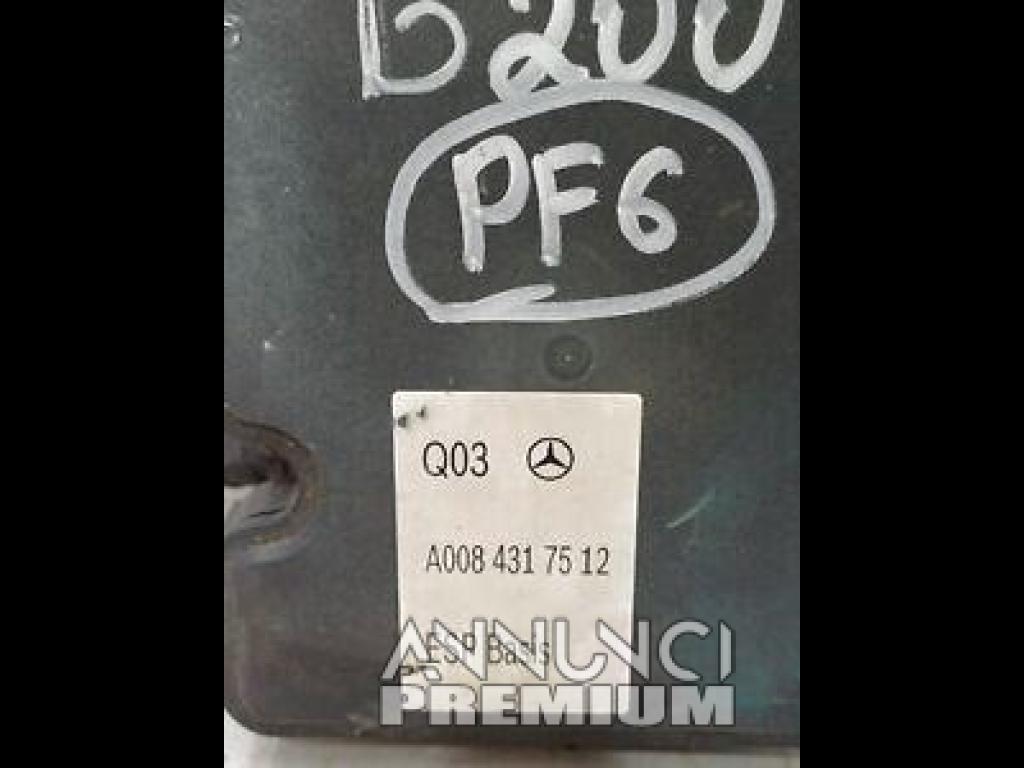 B200
PF6
Q03
A008 431 75 12
ESP Basis
ANNUNCI
PREMIUM